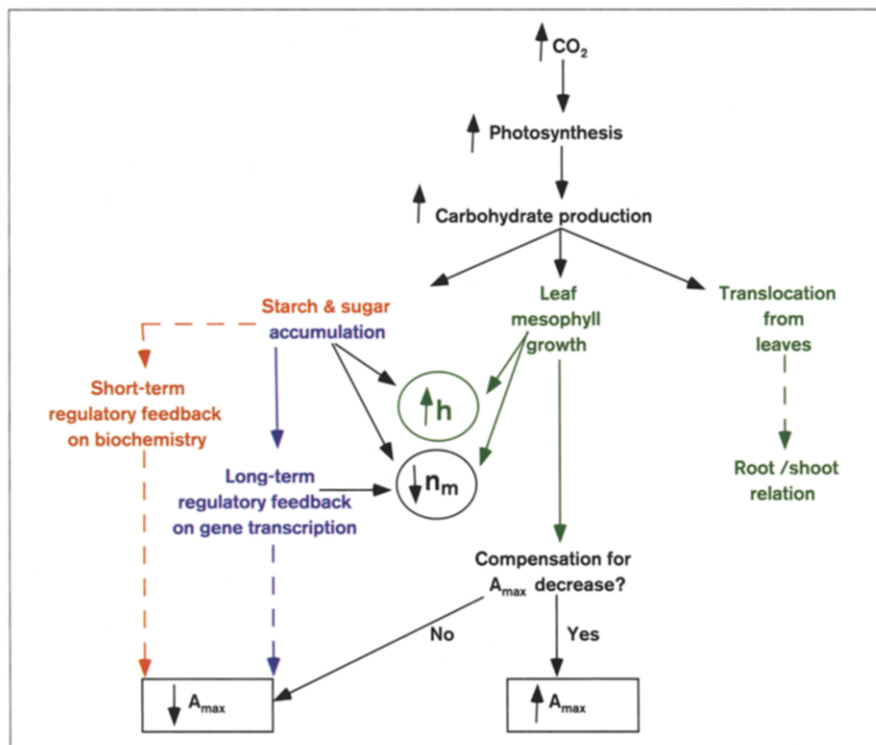 ↑ CO₂
↑ Photosynthesis
↑ Carbohydrate production
Starch & sugar
accumulation
Leaf
mesophyll
growth
Translocation
from
leaves
Short-term
regulatory feedback
on biochemistry
↑ h
↓ nₘ
Long-term
regulatory feedback
on gene transcription
Root /shoot
relation
Compensation for
Amax decrease?
No
Yes
↓ Amax
↑ Amax